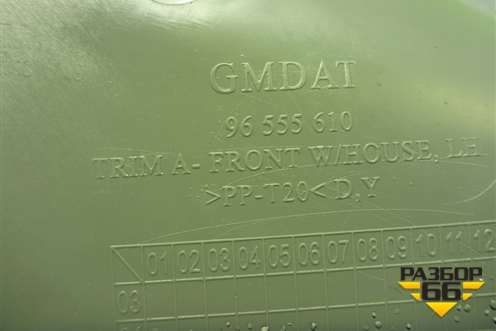 GMDAT
96 555 610
TRIM A- FRONT W/HOUSE, LH
>PP-T20< D,Y
01 02 03 04 05 06 07 08 09 10 11 12
03
РАЗБОР
66